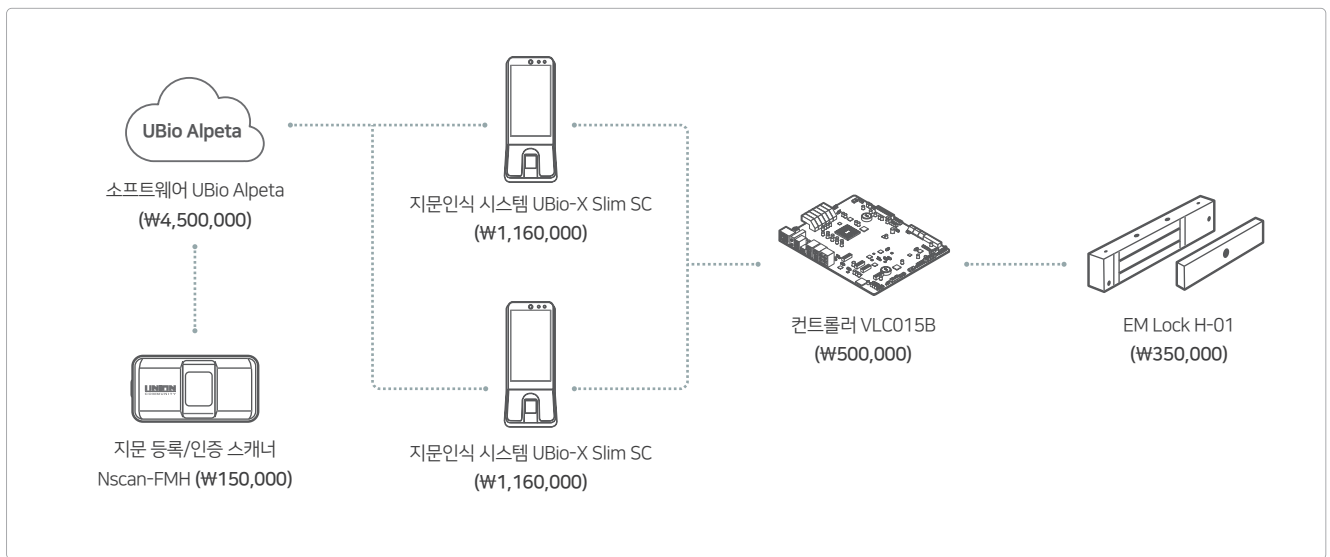 UBio Alpeta
소프트웨어 UBio Alpeta
(₩4,500,000)
UNION
COMMUNITY
지문 등록/인증 스캐너
Nscan-FMH (₩150,000)
지문인식 시스템 UBio-X Slim SC
(₩1,160,000)
지문인식 시스템 UBio-X Slim SC
(₩1,160,000)
컨트롤러 VLC015B
(₩500,000)
EM Lock H-01
(₩350,000)